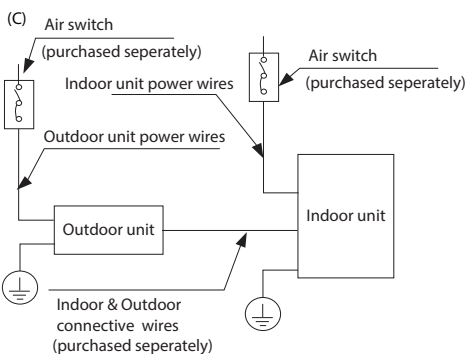 (C)
Air switch
(purchased seperately)
Air switch
(purchased seperately)
Indoor unit power wires
Outdoor unit power wires
Outdoor unit
Indoor unit
Indoor & Outdoor
connective wires
(purchased seperately)